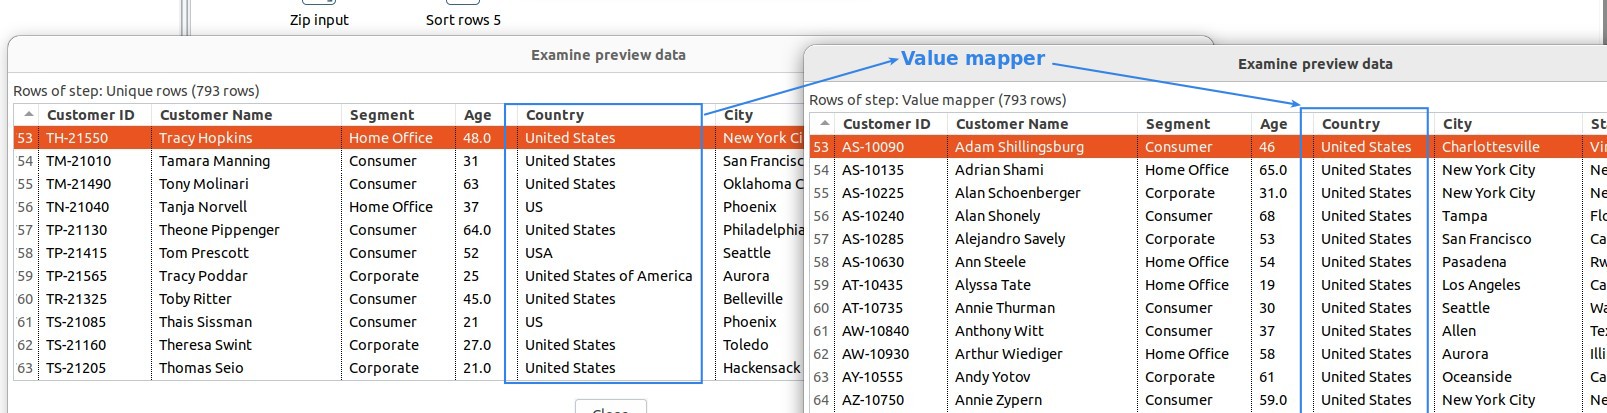 Zip input Sort rows 5
Examine preview data
Rows of step: Unique rows (793 rows)
Customer ID Customer Name Segment Age Country City
53 TH-21550 Tracy Hopkins Home Office 48.0 United States New York Ci
54 TM-21010 Tamara Manning Consumer 31 United States San Francisc
55 TM-21490 Tony Molinari Consumer 63 United States Oklahoma C
56 TN-21040 Tanja Norvell Home Office 37 US Phoenix
57 TP-21130 Theone Pippenger Consumer 64.0 United States Philadelphia
58 TP-21415 Tom Prescott Consumer 52 USA Seattle
59 TP-21565 Tracy Poddar Corporate 25 United States of America Aurora
60 TR-21325 Toby Ritter Consumer 45.0 United States Belleville
61 TS-21085 Thais Sissman Consumer 21 US Phoenix
62 TS-21160 Theresa Swint Corporate 27.0 United States Toledo
63 TS-21205 Thomas Seio Corporate 21.0 United States Hackensack
Close
Value mapper
Examine preview data
Rows of step: Value mapper (793 rows)
Customer ID Customer Name Segment Age Country City St
53 AS-10090 Adam Shillingsburg Consumer 46 United States Charlottesville Vir
54 AS-10135 Adrian Shami Home Office 65.0 United States New York City Ne
55 AS-10225 Alan Schoenberger Corporate 31.0 United States New York City Ne
56 AS-10240 Alan Shonely Consumer 68 United States Tampa Flo
57 AS-10285 Alejandro Savely Corporate 53 United States San Francisco Ca
58 AS-10630 Ann Steele Home Office 54 United States Pasadena Rw
59 AT-10435 Alyssa Tate Home Office 19 United States Los Angeles Ca
60 AT-10735 Annie Thurman Consumer 30 United States Seattle Wa
61 AW-10840 Anthony Witt Consumer 37 United States Allen Te
62 AW-10930 Arthur Wiediger Home Office 58 United States Aurora Illi
63 AY-10555 Andy Yotov Corporate 61 United States Oceanside Ca
64 AZ-10750 Annie Zypern Consumer 59.0 United States New York City Ne